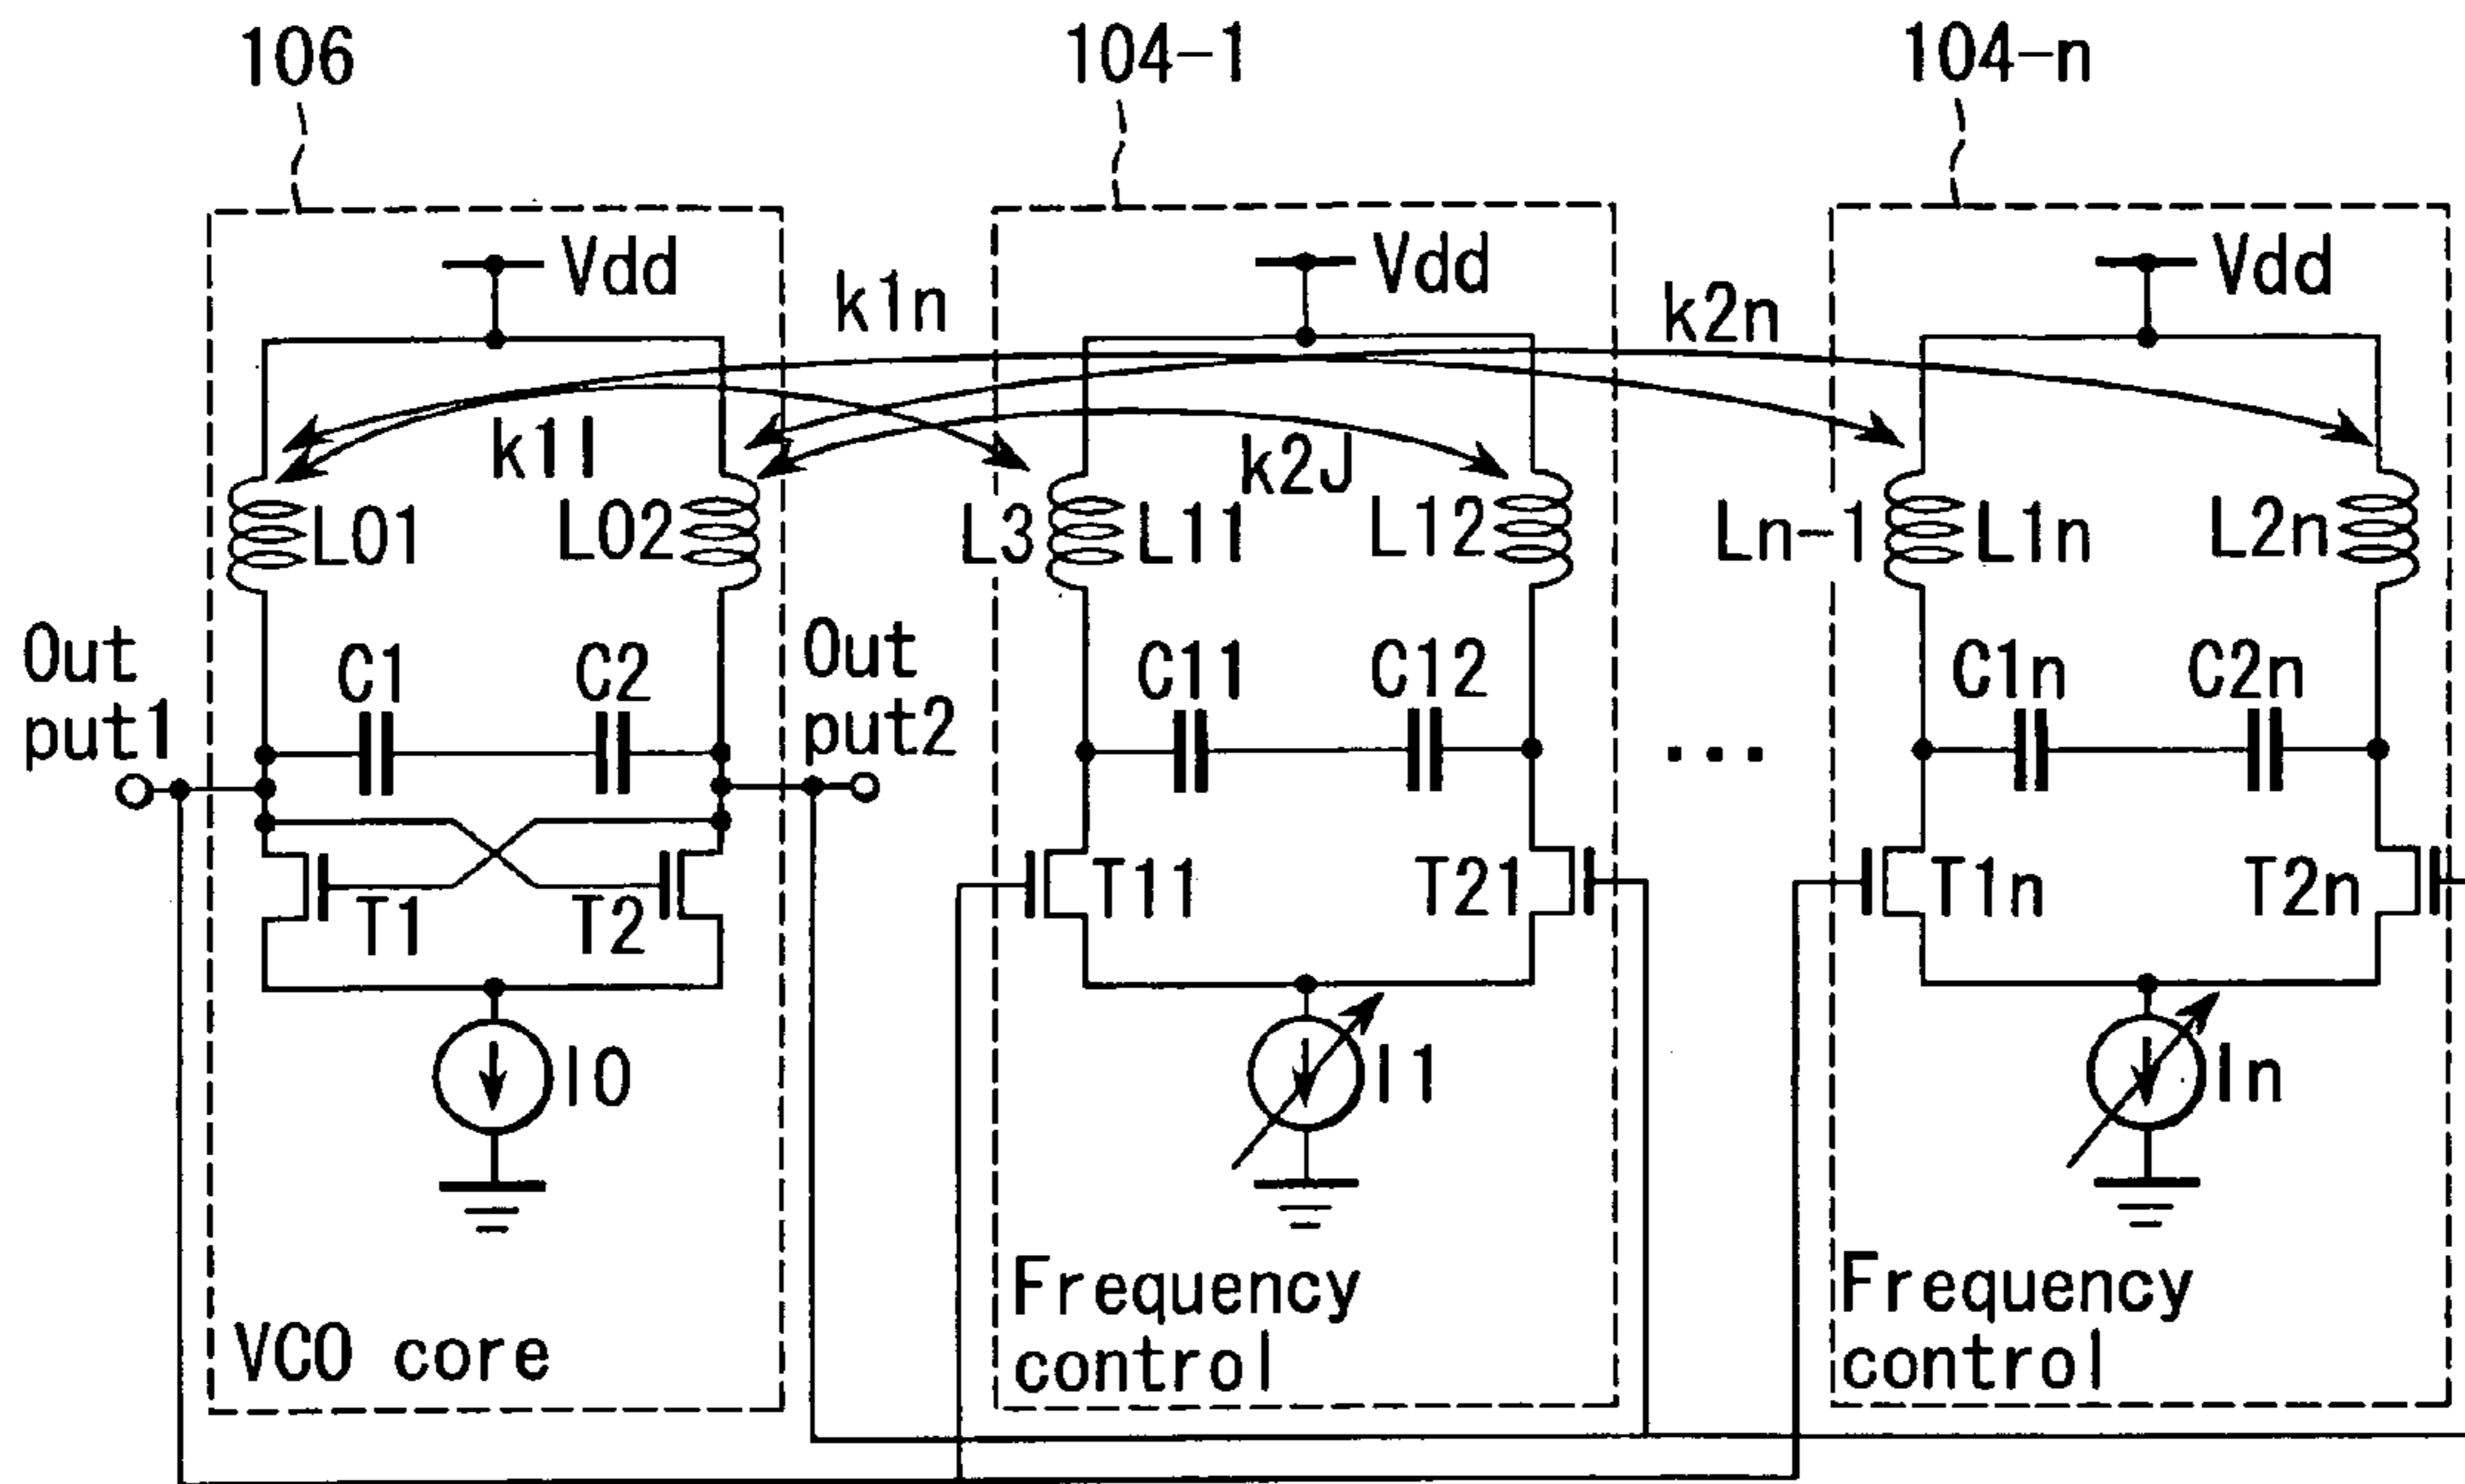 106
104-1
104-n
Vdd
Vdd
Vdd
k1n
k2n
k1I
k2J
L01
L02
L3
L11
L12
Ln-1
L1n
L2n
Out
put1
C1
C2
Out
put2
C11
C12
C1n
C2n
...
T1
T2
T11
T21
T1n
T2n
I0
I1
In
VCO core
Frequency
control
Frequency
control